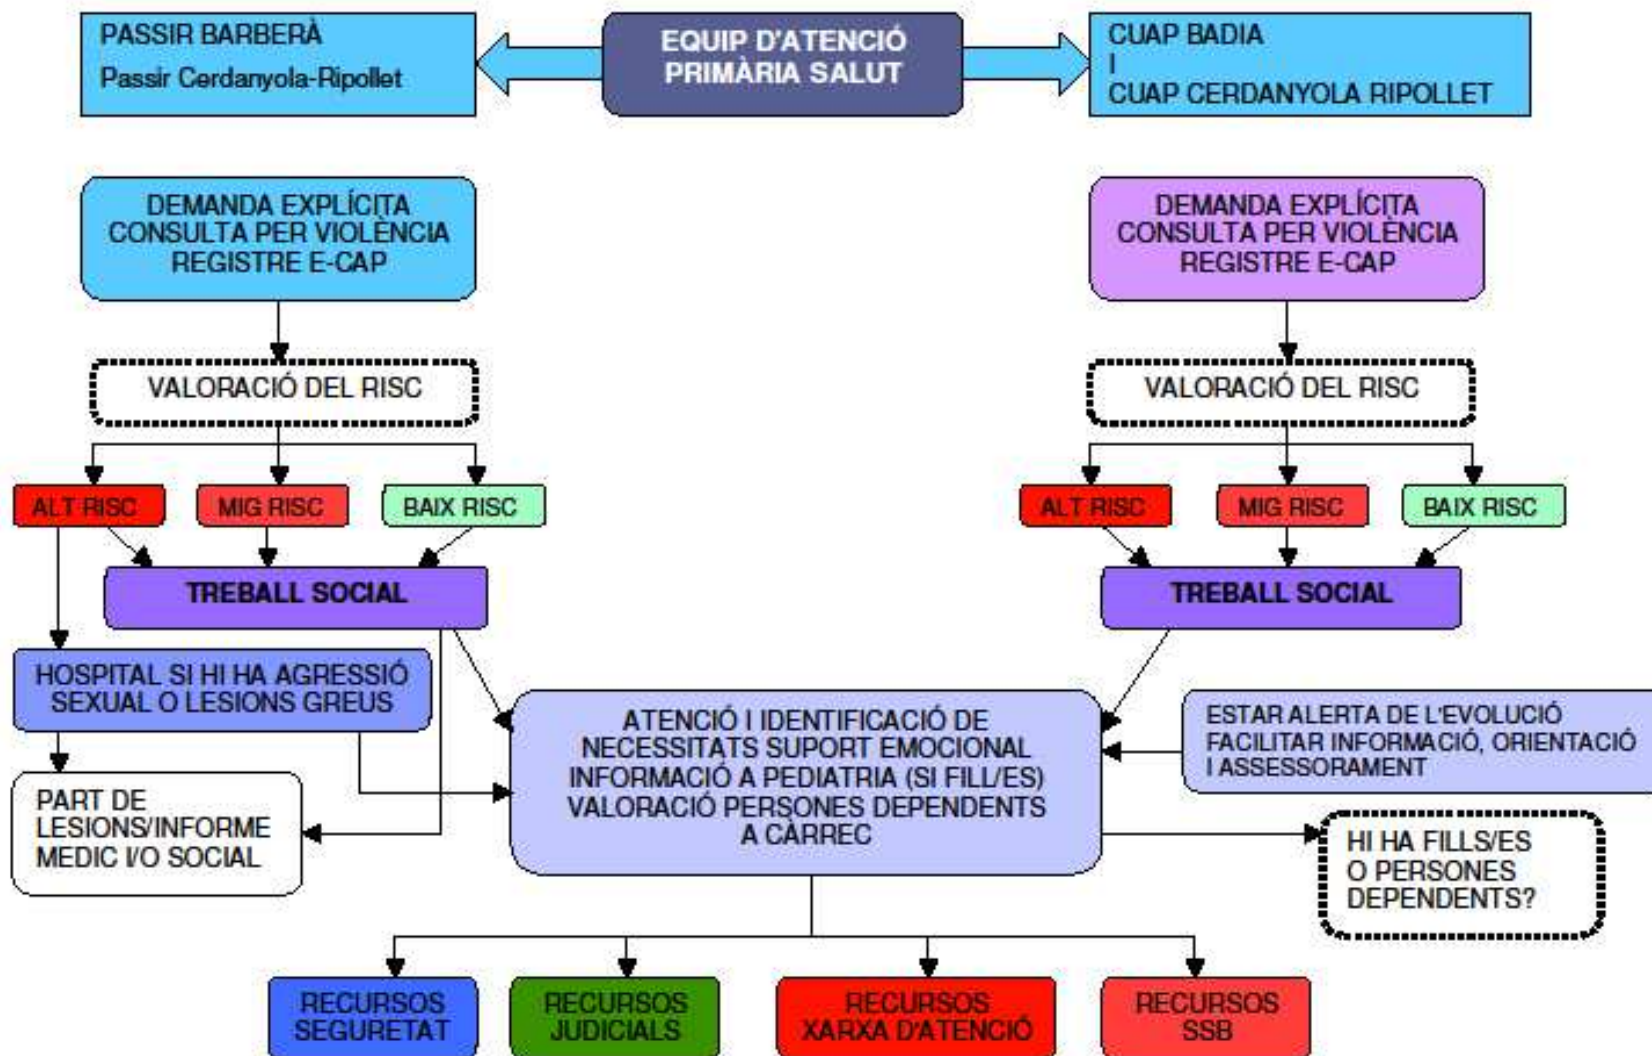 PASSIR BARBERÀ
Passir Cerdanyola-Ripollet
EQUIP D'ATENCIÓ
PRIMÀRIA SALUT
CUAP BADIA
I
CUAP CERDANYOLA RIPOLLET
DEMANDA EXPLÍCITA
CONSULTA PER VIOLÈNCIA
REGISTRE E-CAP
DEMANDA EXPLÍCITA
CONSULTA PER VIOLÈNCIA
REGISTRE E-CAP
VALORACIÓ DEL RISC
VALORACIÓ DEL RISC
ALT RISC
MIG RISC
BAIX RISC
ALT RISC
MIG RISC
BAIX RISC
TREBALL SOCIAL
TREBALL SOCIAL
HOSPITAL SI HI HA AGRESSIÓ
SEXUAL O LESIONS GREUS
ATENCIÓ I IDENTIFICACIÓ DE
NECESSITATS SUPORT EMOCIONAL
INFORMACIÓ A PEDIATRIA (SI FILL/ES)
VALORACIÓ PERSONES DEPENDENTS
A CÀRREC
ESTAR ALERTA DE L'EVOLUCIÓ
FACILITAR INFORMACIÓ, ORIENTACIÓ
I ASSESSORAMENT
PART DE
LESIONS/INFORME
MEDIC I/O SOCIAL
HI HA FILLS/ES
O PERSONES
DEPENDENTS?
RECURSOS
SEGURETAT
RECURSOS
JUDICIALS
RECURSOS
XARXA D'ATENCIÓ
RECURSOS
SSB